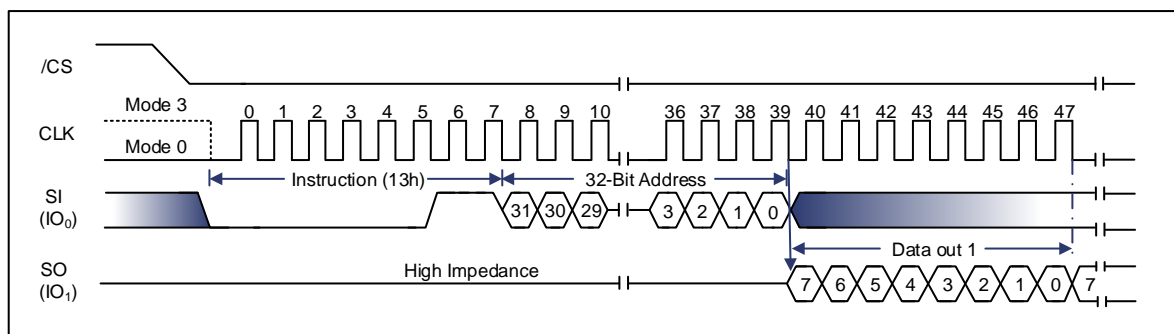 /CS
Mode 3
0 1 2 3 4 5 6 7 8 9 10 36 37 38 39 40 41 42 43 44 45 46 47
CLK
Mode 0
Instruction (13h) 32-Bit Address
SI
(IO0)
31 30 29 3 2 1 0
Data out 1
SO
(IO1)
High Impedance
7 6 5 4 3 2 1 0 7